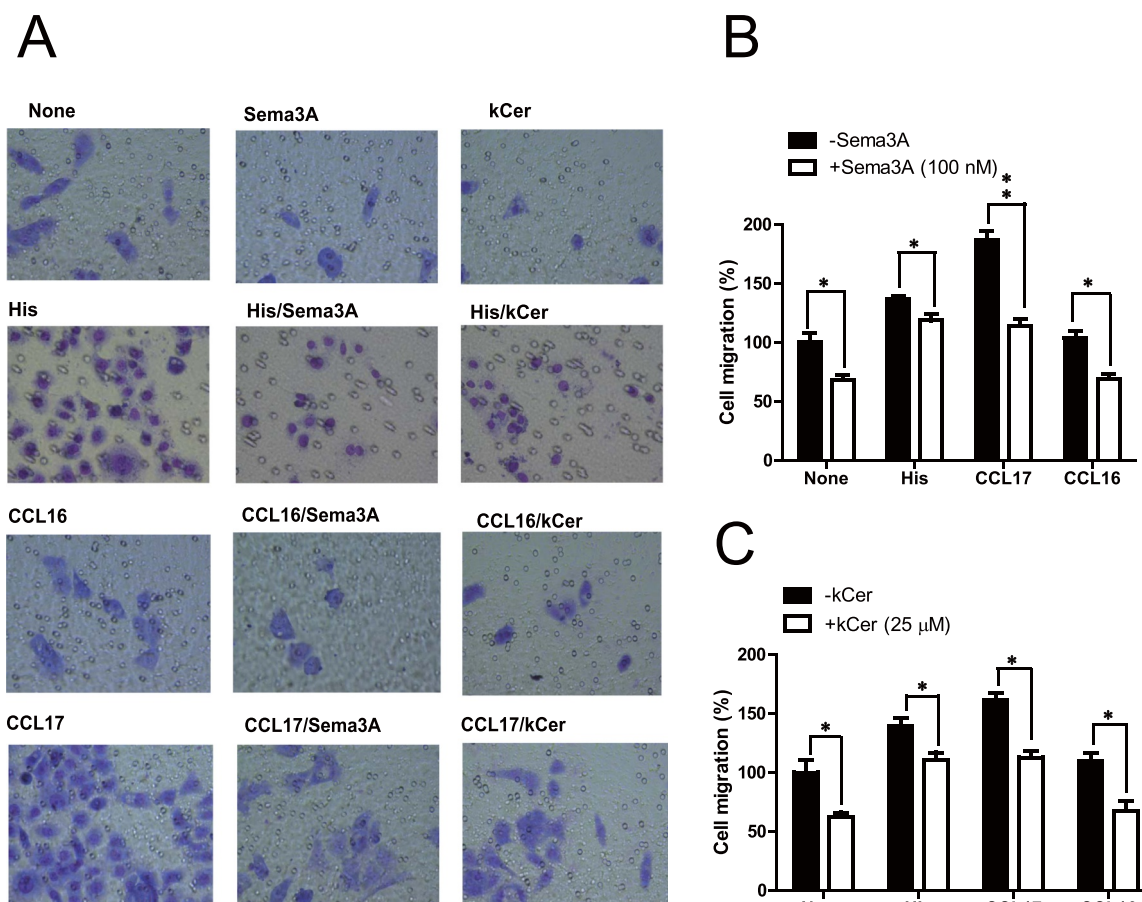 A
None
Sema3A
kCer
His
His/Sema3A
His/kCer
CCL16
CCL16/Sema3A
CCL16/kCer
CCL17
CCL17/Sema3A
CCL17/kCer
B
-Sema3A
+Sema3A (100 nM)
Cell migration (%)
200
150
100
50
0
*
*
*
*
*
None His CCL17 CCL16
C
-kCer
+kCer (25 µM)
Cell migration (%)
200
150
100
50
0
*
*
*
*